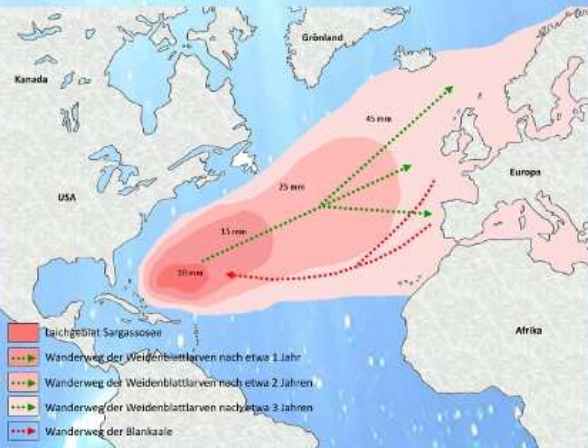 Grönland
Kanada
45 mm
Europa
25 mm
USA
15 mm
10 mm
Afrika
Laichgebiet Sargassosee
Wanderweg der Weidenblattlarven nach etwa 1 Jahr
Wanderweg der Weidenblattlarven nach etwa 2 Jahren
Wanderweg der Weidenblattlarven nach etwa 3 Jahren
Wanderweg der Blankaale